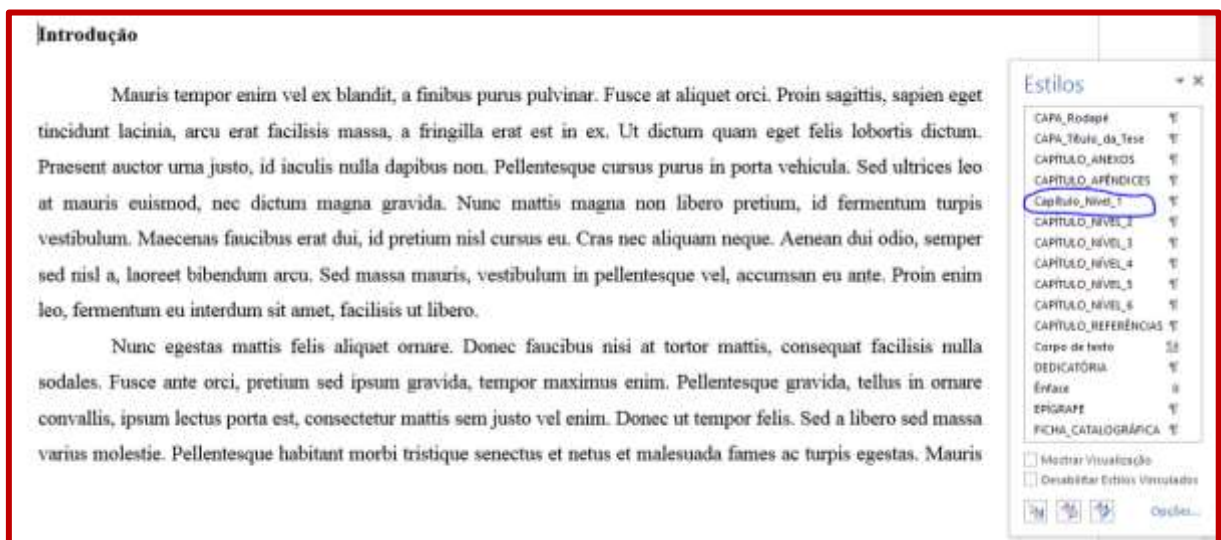 Introdução
Mauris tempor enim vel ex blandit, a finibus purus pulvinar. Fusce at aliquet orci. Proin sagittis, sapien eget
tincidunt lacinia, arcu erat facilisis massa, a fringilla erat est in ex. Ut dictum quam eget felis lobortis dictum.
Praesent auctor urna justo, id iaculis nulla dapibus non. Pellentesque cursus purus in porta vehicula. Sed ultrices leo
at mauris euismod, nec dictum magna gravida. Nunc mattis magna non libero pretium, id fermentum turpis
vestibulum. Maecenas faucibus erat dui, id pretium nisl cursus eu. Cras nec aliquam neque. Aenean dui odio, semper
sed nisl a, laoreet bibendum arcu. Sed massa mauris, vestibulum in pellentesque vel, accumsan eu ante. Proin enim
leo, fermentum eu interdum sit amet, facilisis ut libero.
Nunc egestas mattis felis aliquet ornare. Donec faucibus nisi at tortor mattis, consequat facilisis nulla
sodales. Fusce ante orci, pretium sed ipsum gravida, tempor maximus enim. Pellentesque gravida, tellus in ornare
convallis, ipsum lectus porta est, consectetur mattis sem justo vel enim. Donec ut tempor felis. Sed a libero sed massa
varius molestie. Pellentesque habitant morbi tristique senectus et netus et malesuada fames ac turpis egestas. Mauris
Estilos
CAPA_Rodapé
CAPA_Título_da_Tese
CAPÍTULO_ANEXOS
CAPÍTULO_APÊNDICES
Capítulo_Nível_1
CAPÍTULO_NÍVEL_2
CAPÍTULO_NÍVEL_3
CAPÍTULO_NÍVEL_4
CAPÍTULO_NÍVEL_5
CAPÍTULO_NÍVEL_6
CAPÍTULO_REFERÊNCIAS
Corpo de texto
DEDICATÓRIA
Ênfase
EPÍGRAFE
FICHA_CATALOGRÁFICA
Mostrar Visualização
Desabilitar Estilos Vinculados
Opções...